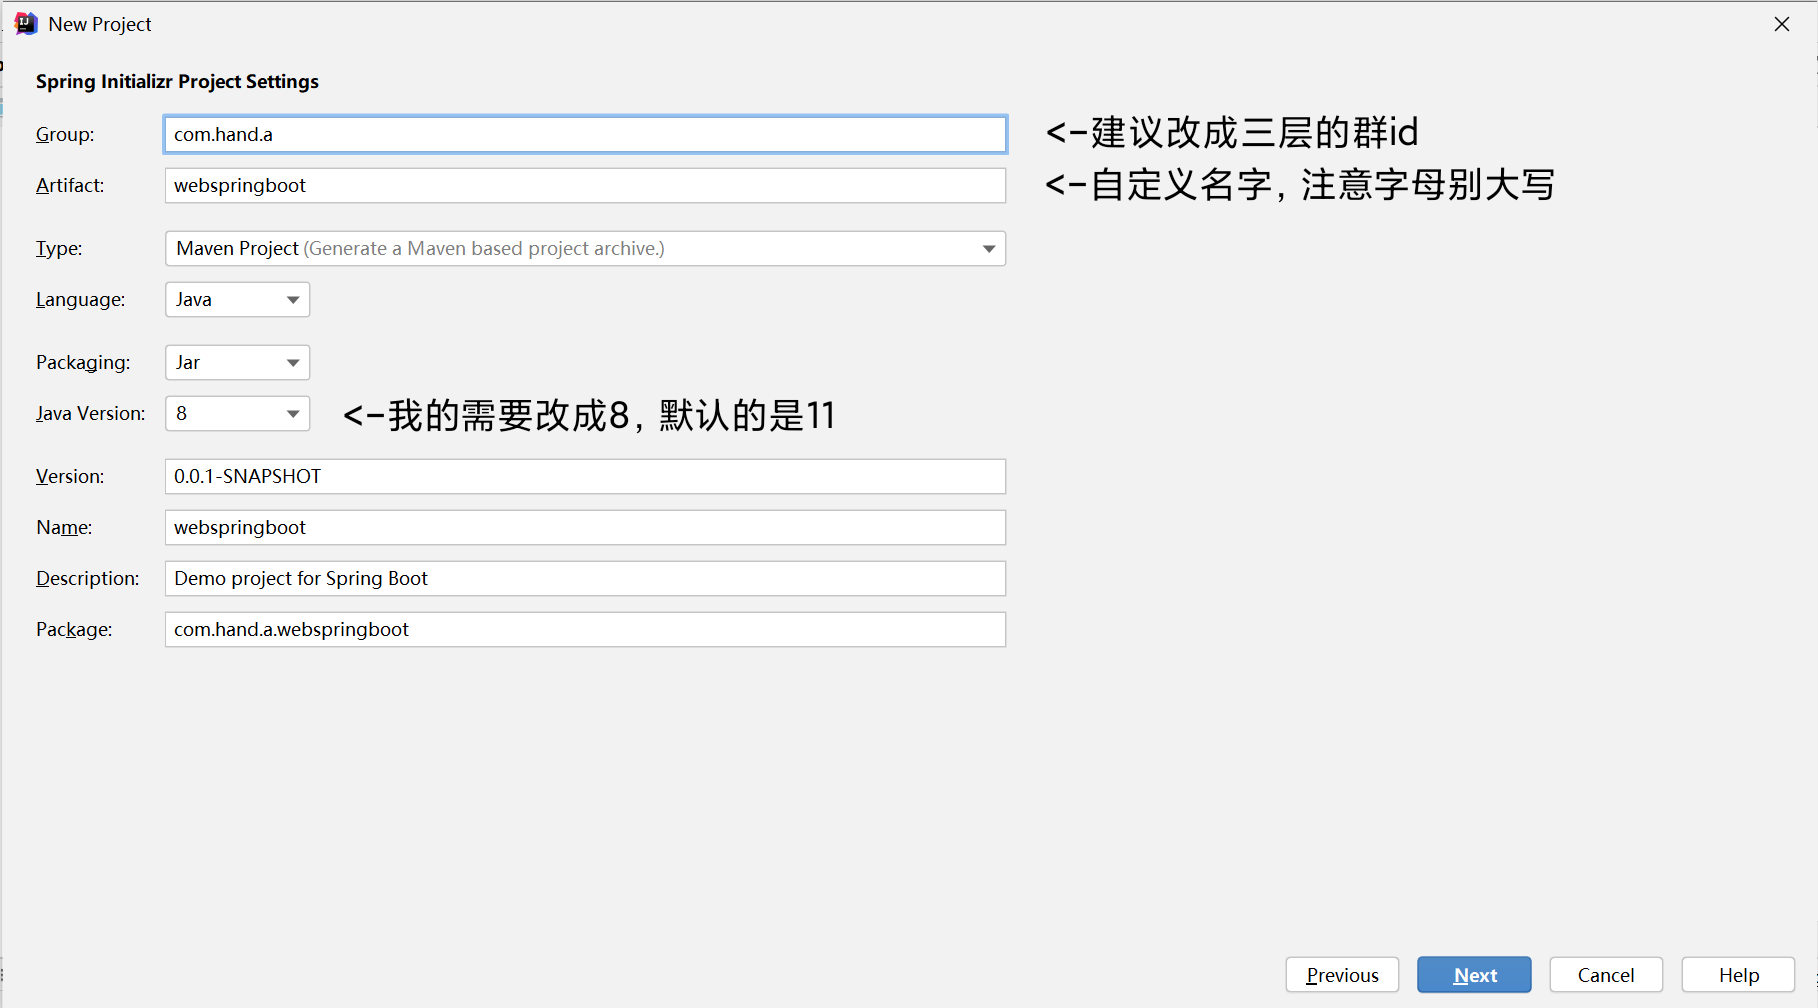 New Project
Spring Initializr Project Settings
Group: com.hand.a <-建议改成三层的群id
Artifact: webspringboot <-自定义名字，注意字母别大写
Type: Maven Project (Generate a Maven based project archive.)
Language: Java
Packaging: Jar
Java Version: 8 <-我的需要改成8，默认的是11
Version: 0.0.1-SNAPSHOT
Name: webspringboot
Description: Demo project for Spring Boot
Package: com.hand.a.webspringboot
Previous Next Cancel Help